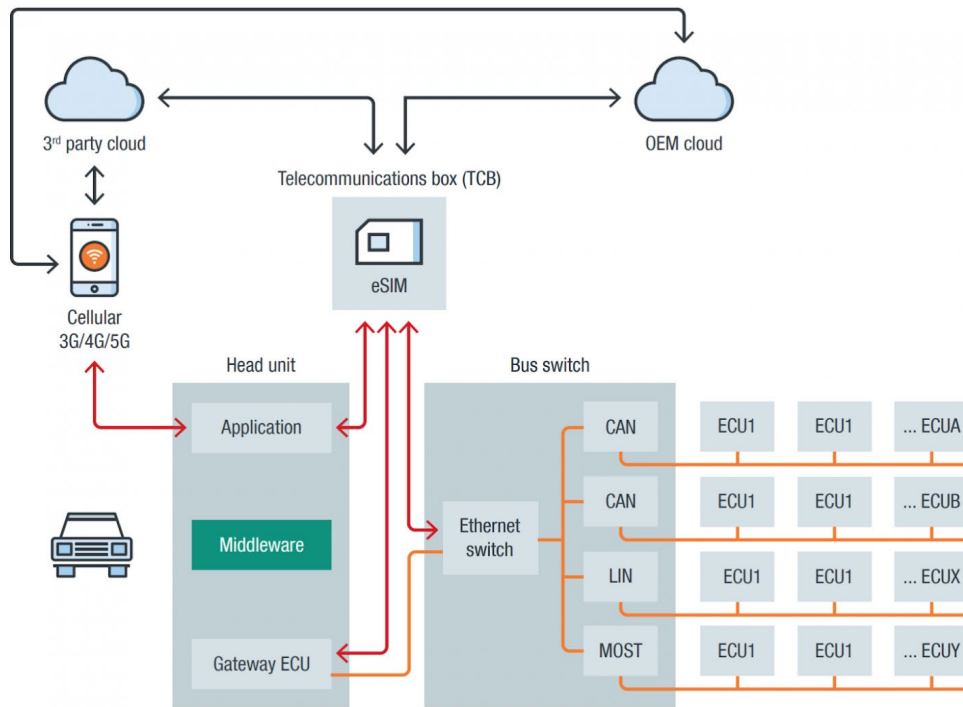 3rd party cloud
OEM cloud
Telecommunications box (TCB)
eSIM
Cellular
3G/4G/5G
Head unit
Bus switch
Application
CAN
ECU1
ECU1
... ECUA
Middleware
Ethernet
switch
CAN
ECU1
ECU1
... ECUB
LIN
ECU1
ECU1
... ECUX
Gateway ECU
MOST
ECU1
ECU1
... ECUY